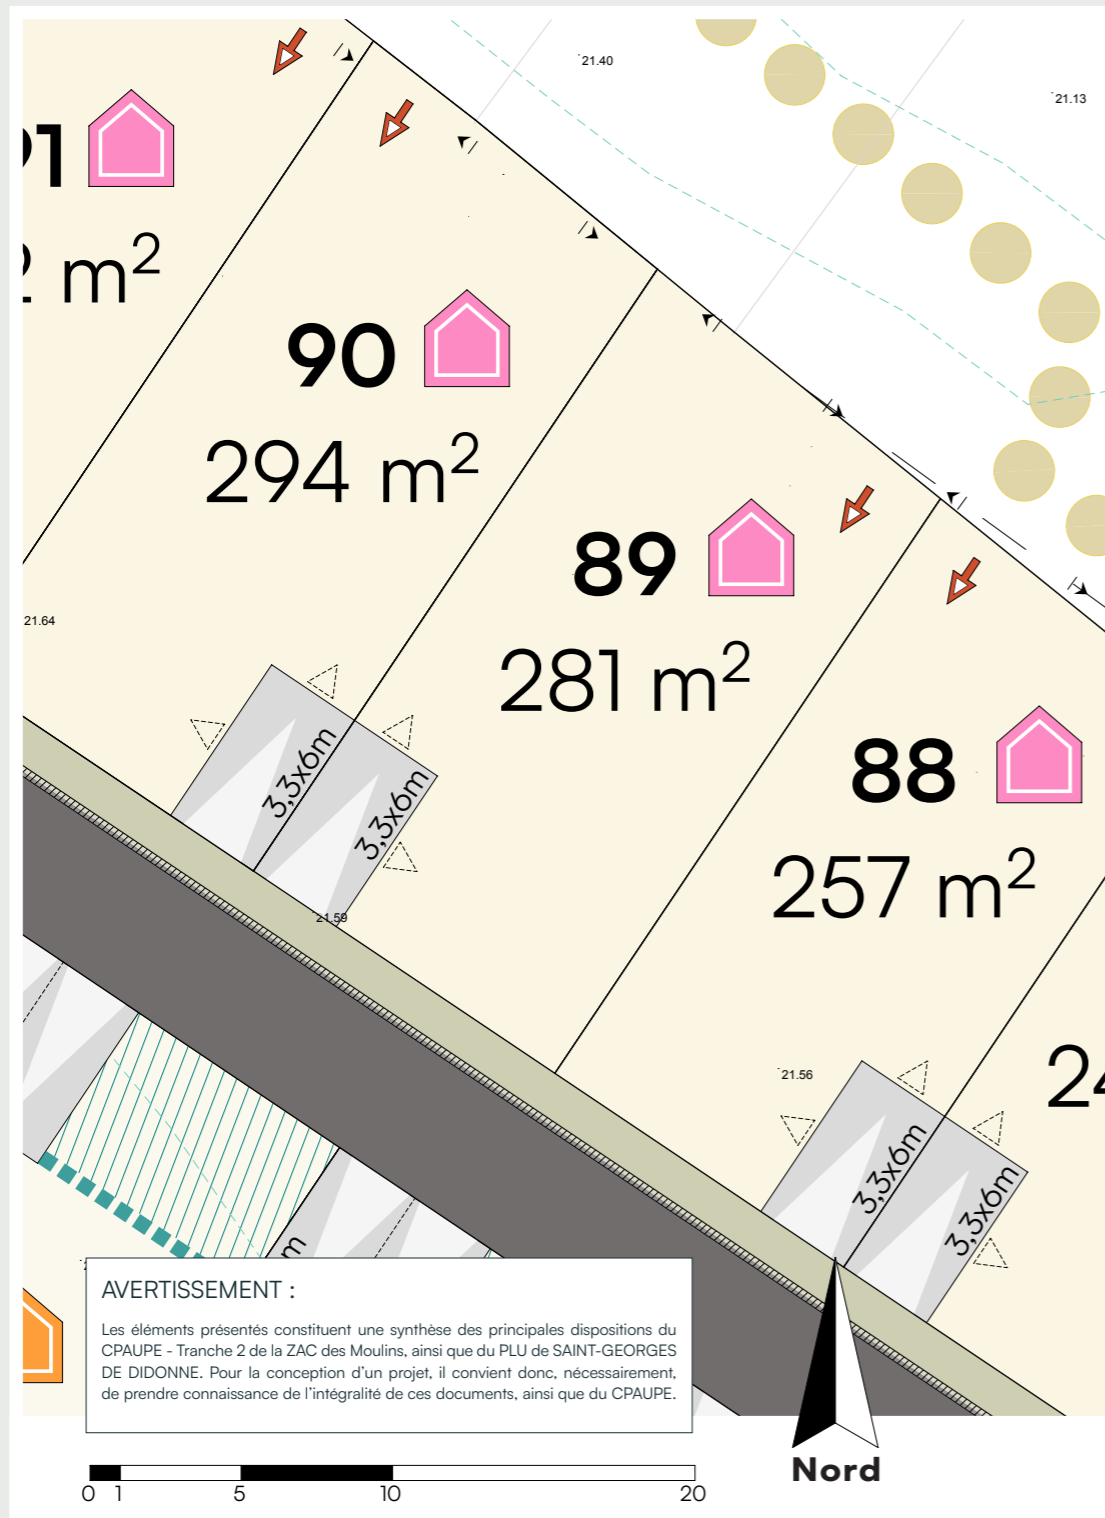 21.40
21.13
91
2 m²
90
294 m²
89
281 m²
21.64
88
257 m²
3,3x6m
3,3x6m
21.59
21.56
24
3,3x6m
3,3x6m
m
AVERTISSEMENT :
Les éléments présentés constituent une synthèse des principales dispositions du
CPAUPE - Tranche 2 de la ZAC des Moulins, ainsi que du PLU de SAINT-GEORGES
DE DIDONNE. Pour la conception d'un projet, il convient donc, nécessairement,
de prendre connaissance de l'intégralité de ces documents, ainsi que du CPAUPE.
Nord
0 1 5 10 20